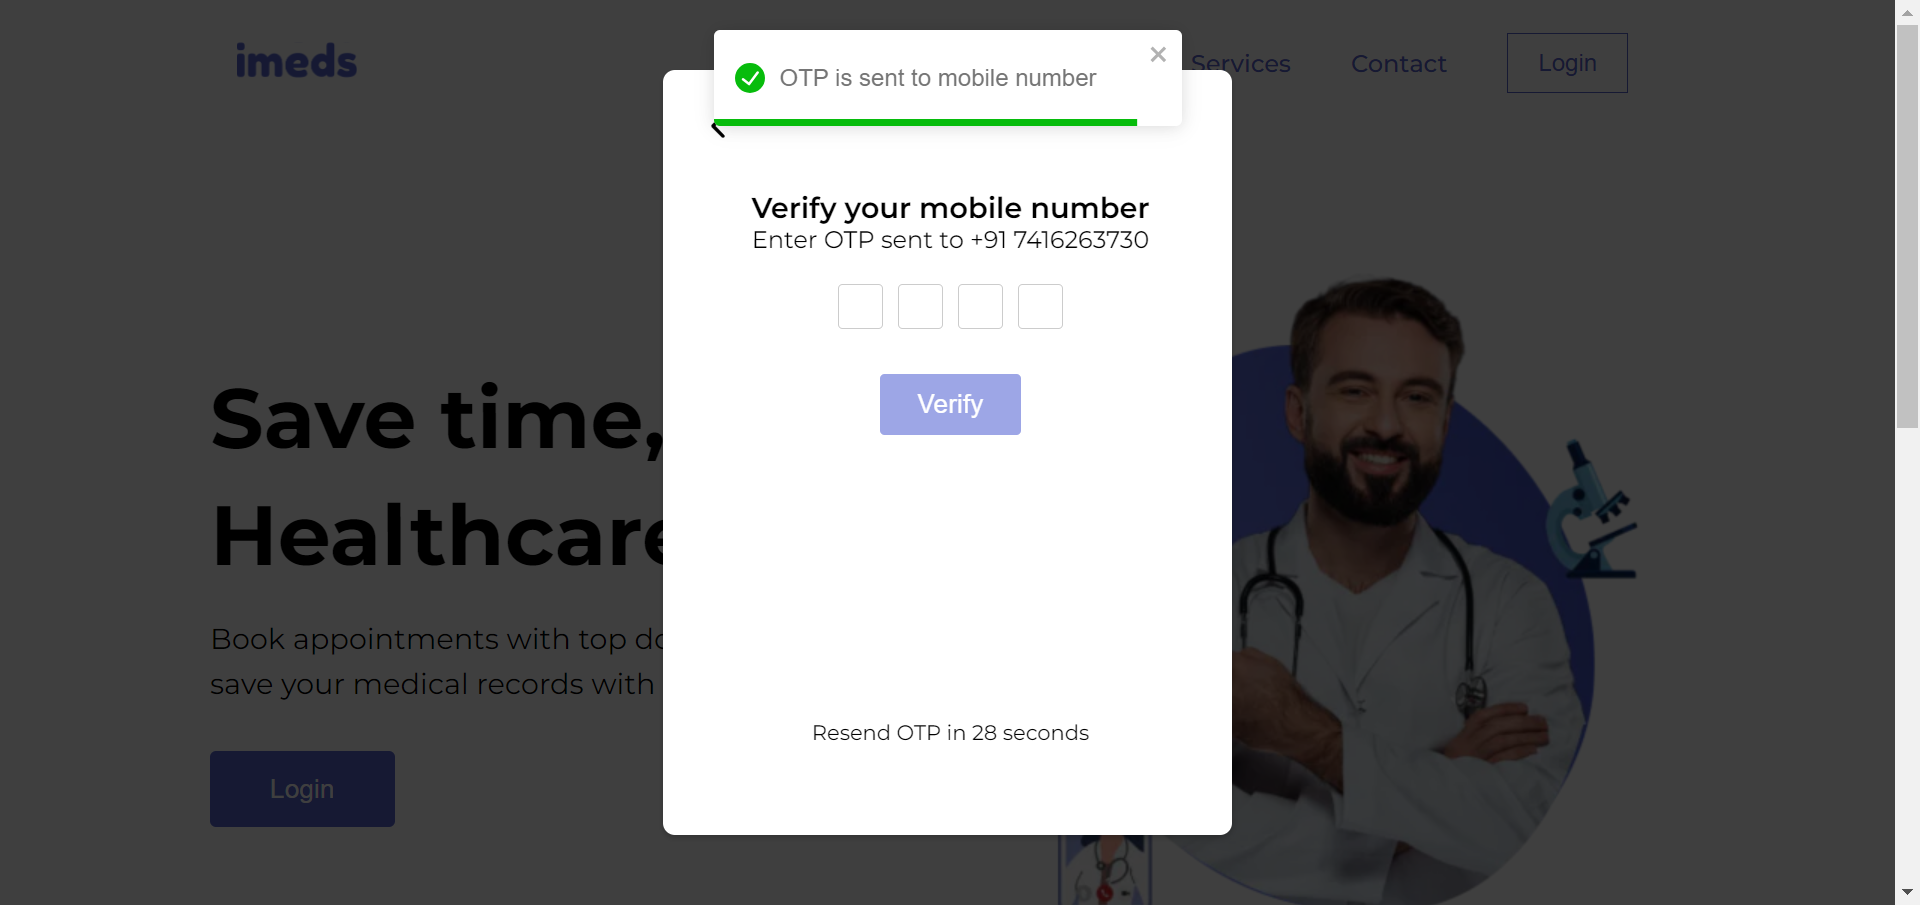 imeds
Services
Contact
Login
OTP is sent to mobile number
Verify your mobile number
Enter OTP sent to +91 7416263730
Verify
Resend OTP in 28 seconds
Save time,
Healthcare
Book appointments with top do
save your medical records with
Login